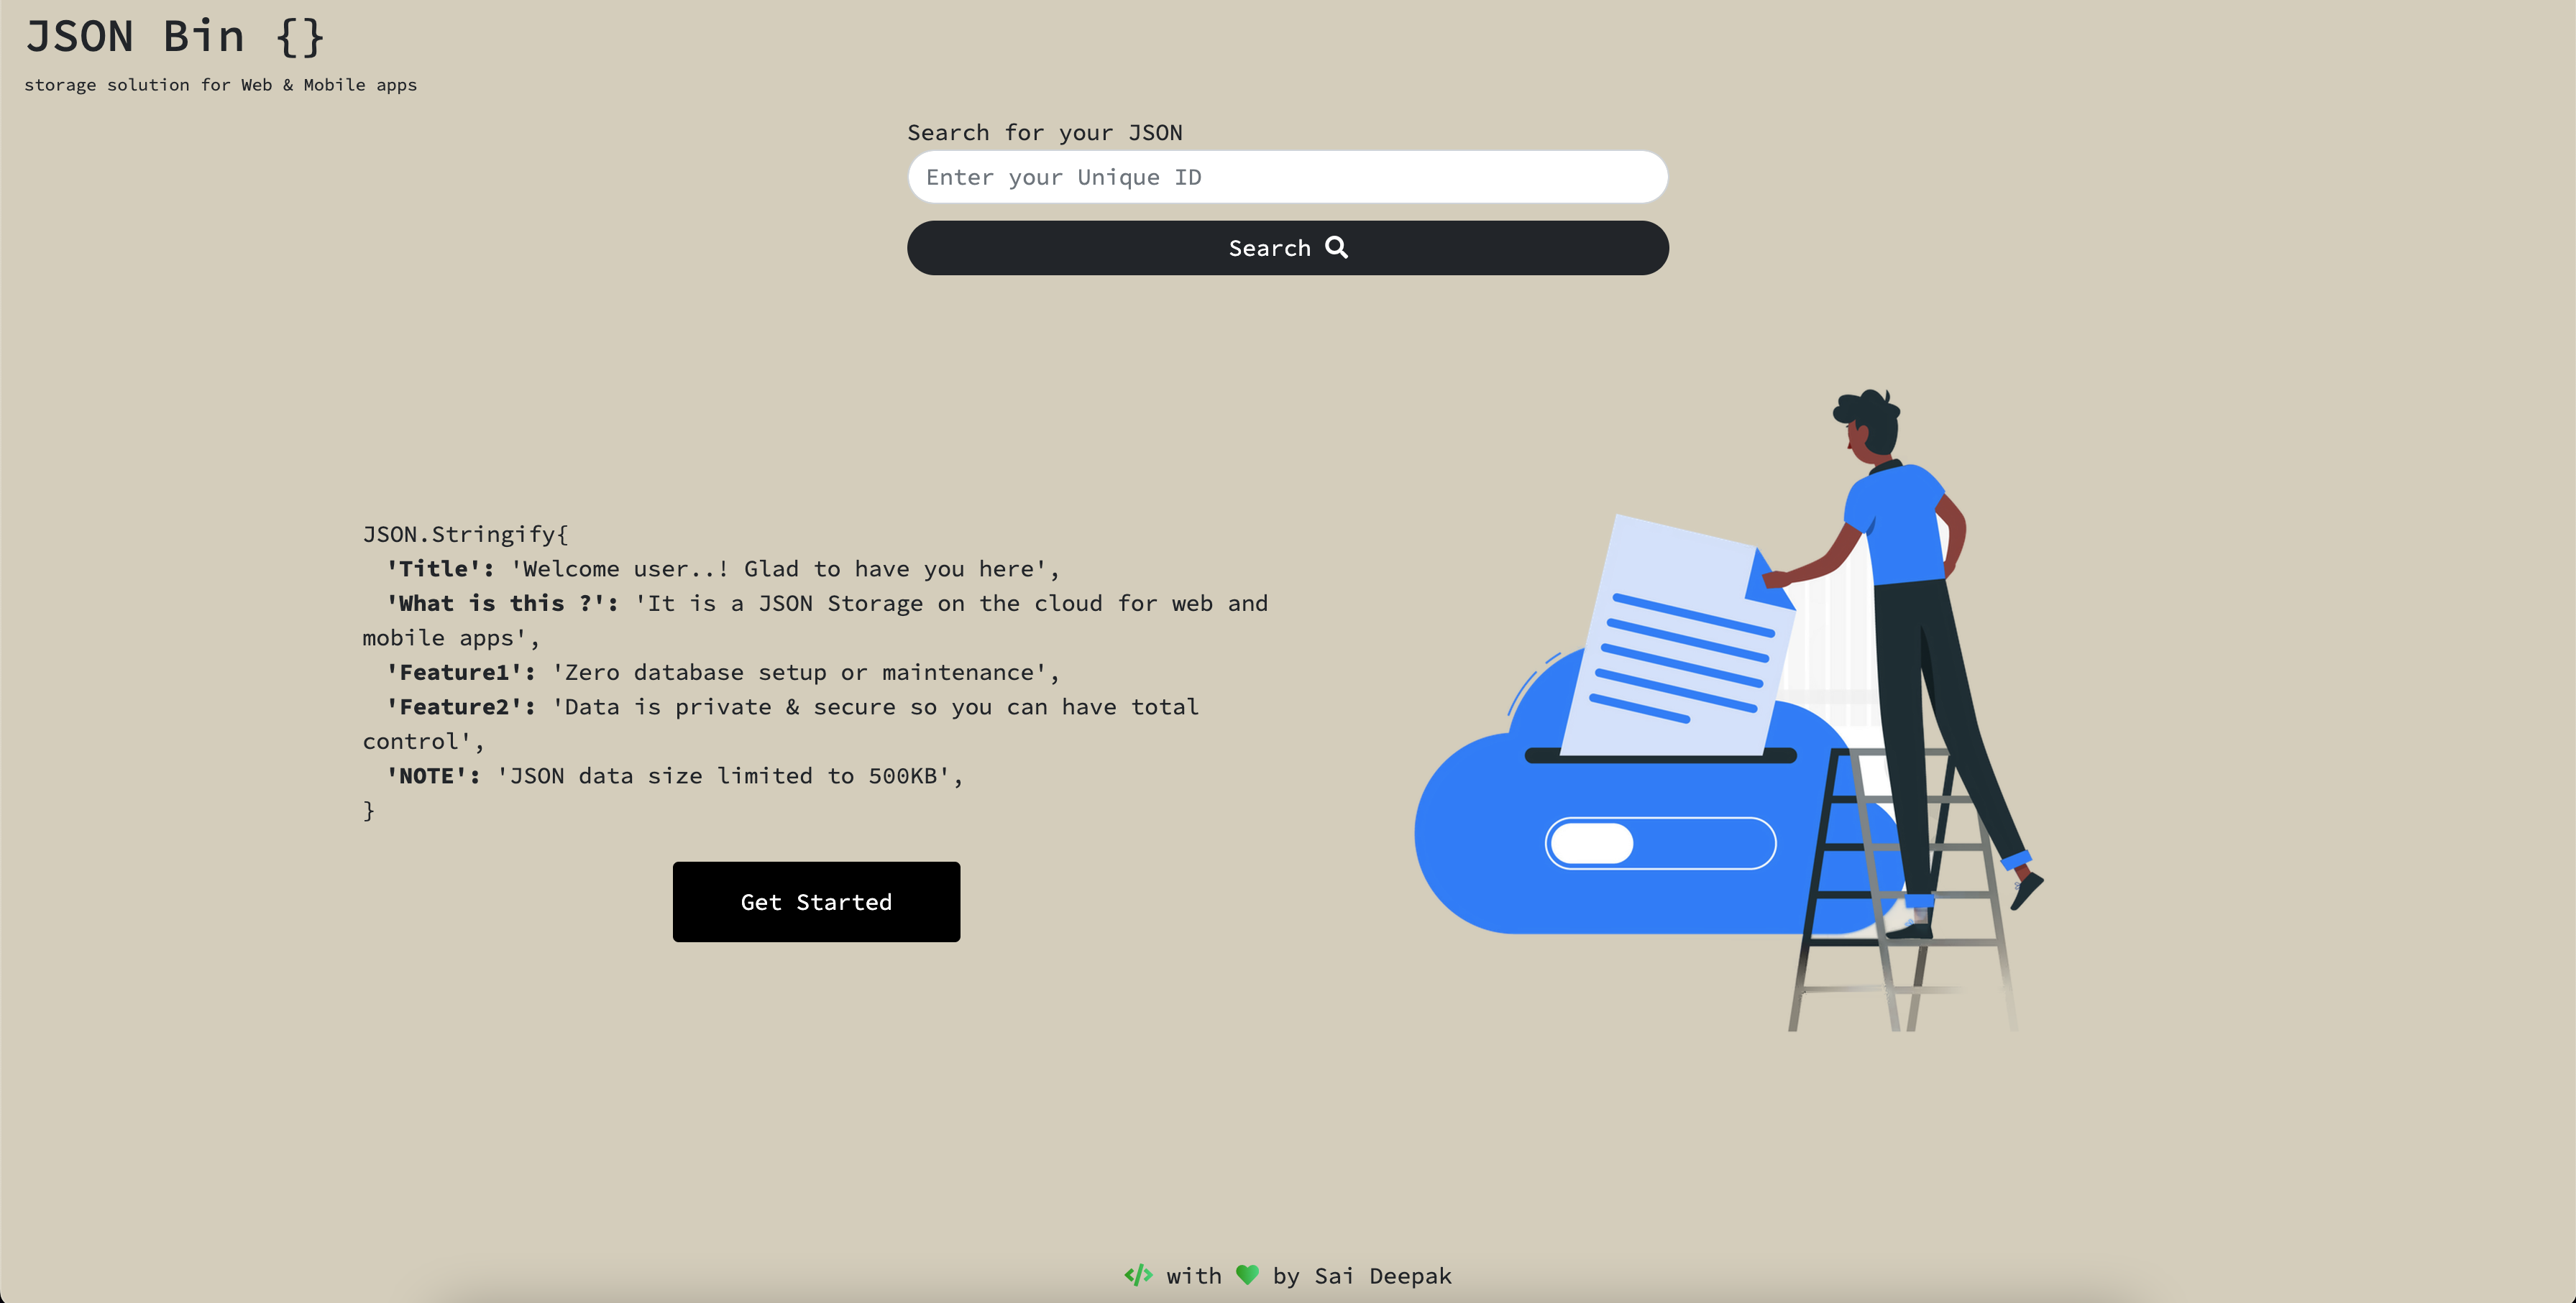 JSON Bin {}
storage solution for Web & Mobile apps
Search for your JSON
Enter your Unique ID
Search
JSON.Stringify{
'Title': 'Welcome user..! Glad to have you here',
'What is this ?': 'It is a JSON Storage on the cloud for web and
mobile apps',
'Feature1': 'Zero database setup or maintenance',
'Feature2': 'Data is private & secure so you can have total
control',
'NOTE': 'JSON data size limited to 500KB',
}
Get Started
</> with 💚 by Sai Deepak